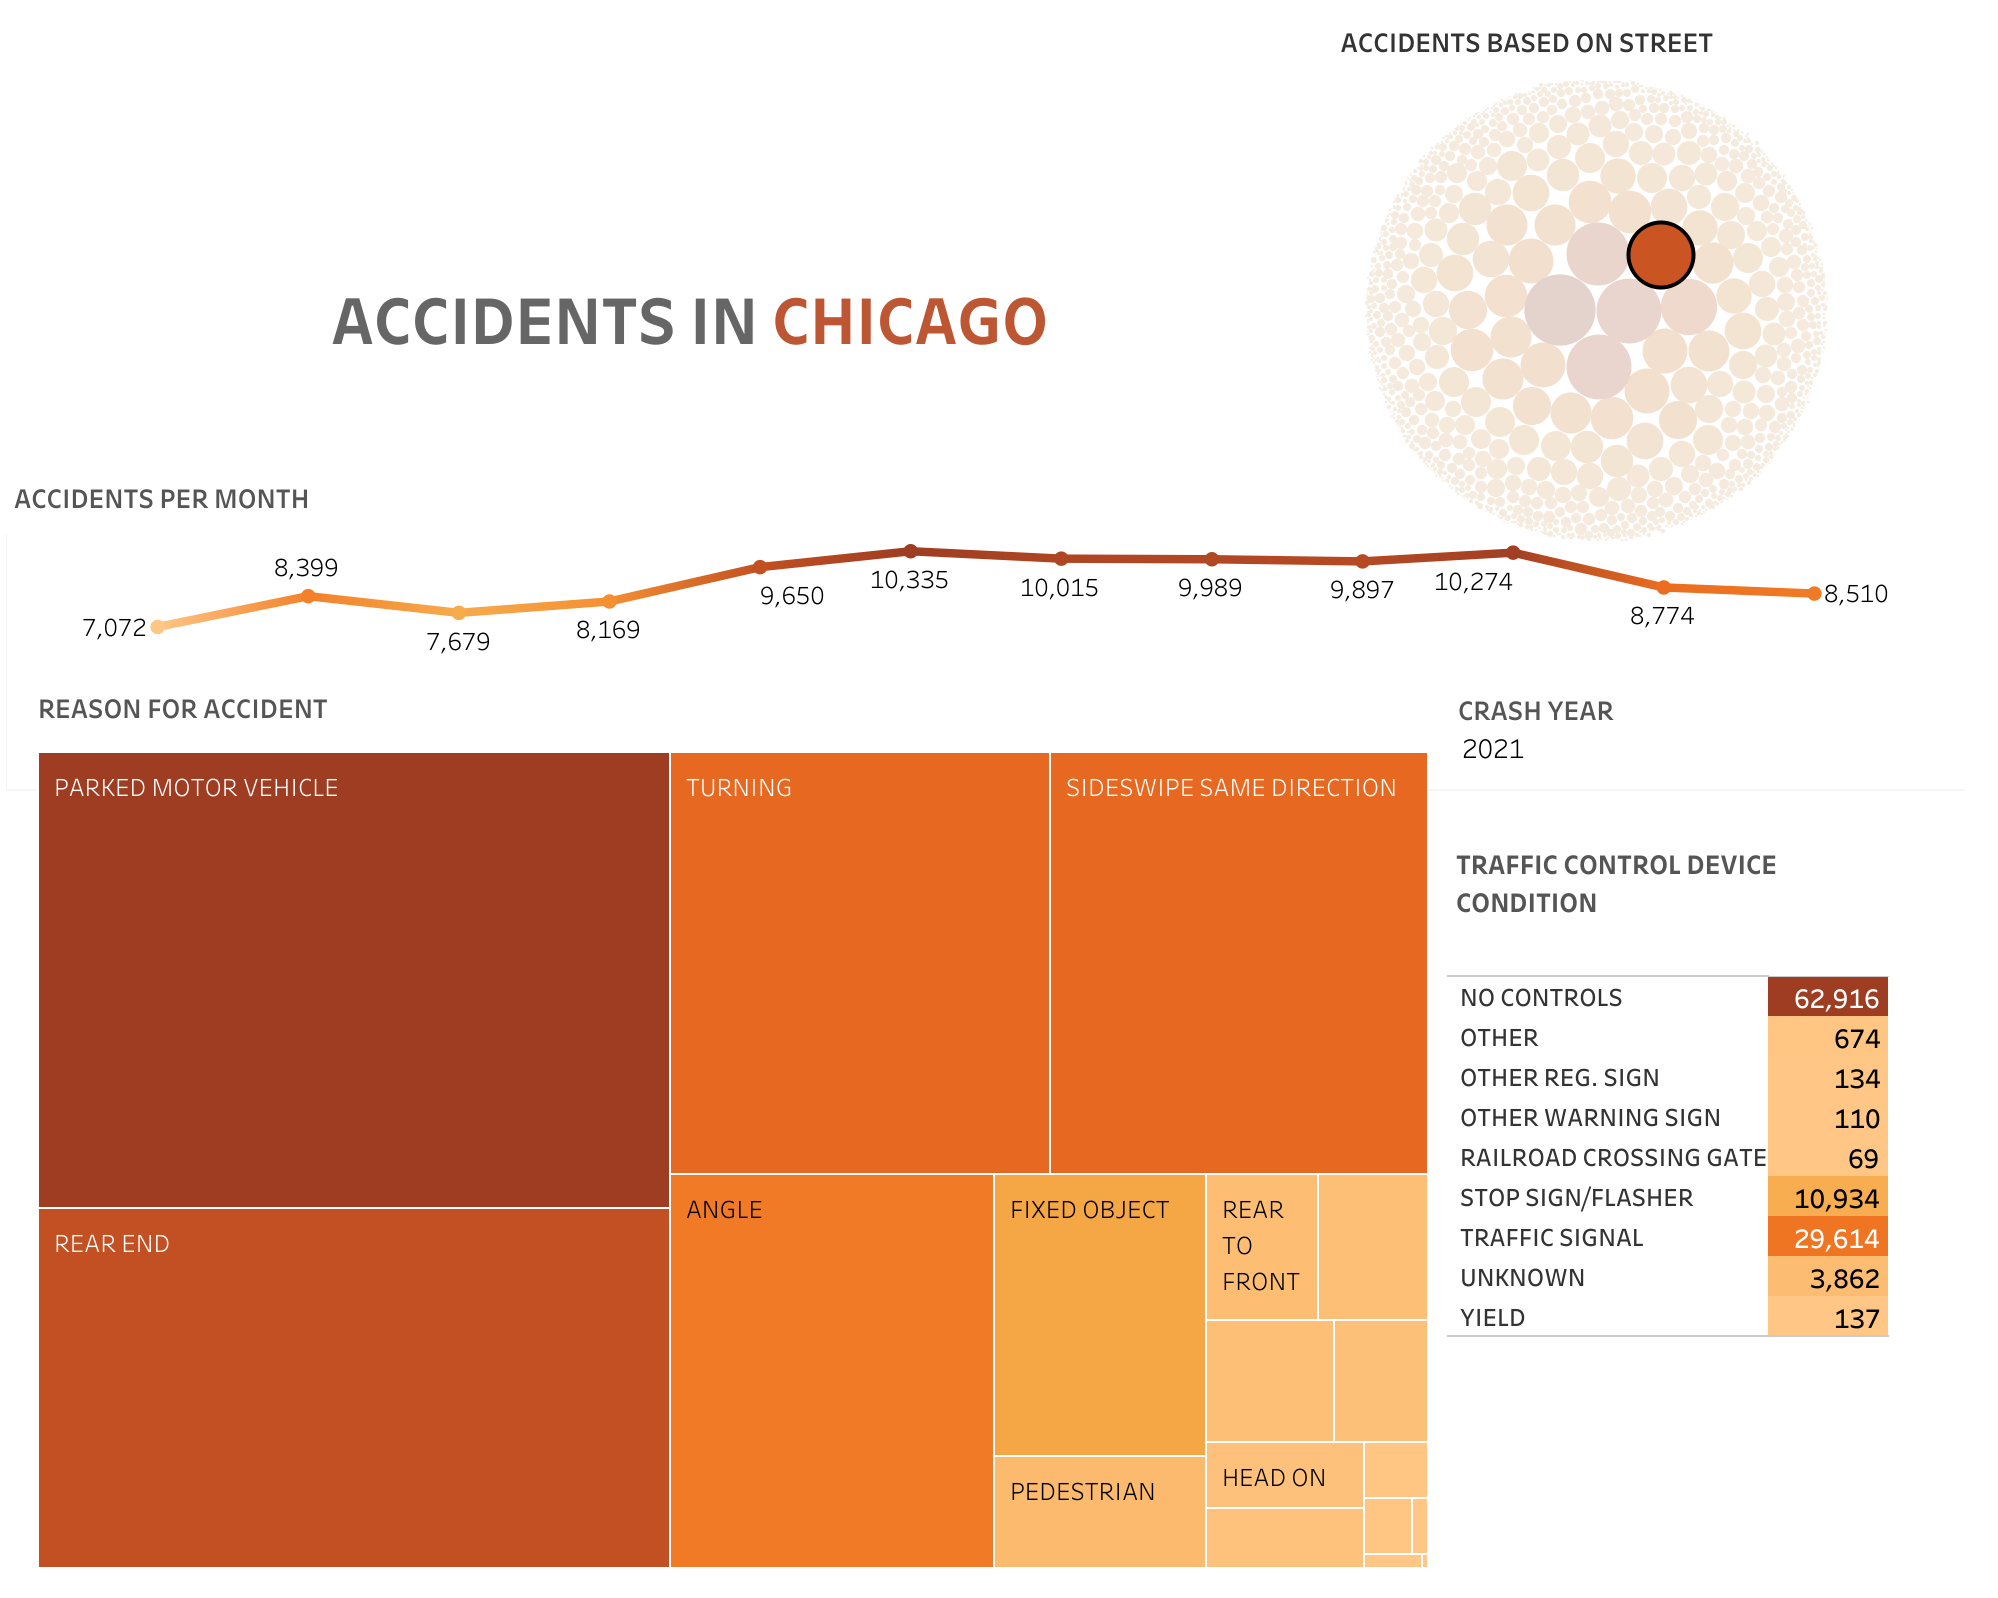 ACCIDENTS BASED ON STREET
ACCIDENTS IN CHICAGO
ACCIDENTS PER MONTH
7,072
8,399
7,679
8,169
9,650
10,335
10,015
9,989
9,897
10,274
8,774
8,510
REASON FOR ACCIDENT
PARKED MOTOR VEHICLE
TURNING
SIDESWIPE SAME DIRECTION
REAR END
ANGLE
FIXED OBJECT
REAR
TO
FRONT
PEDESTRIAN
HEAD ON
CRASH YEAR
2021
TRAFFIC CONTROL DEVICE
CONDITION
NO CONTROLS 62,916
OTHER 674
OTHER REG. SIGN 134
OTHER WARNING SIGN 110
RAILROAD CROSSING GATE 69
STOP SIGN/FLASHER 10,934
TRAFFIC SIGNAL 29,614
UNKNOWN 3,862
YIELD 137